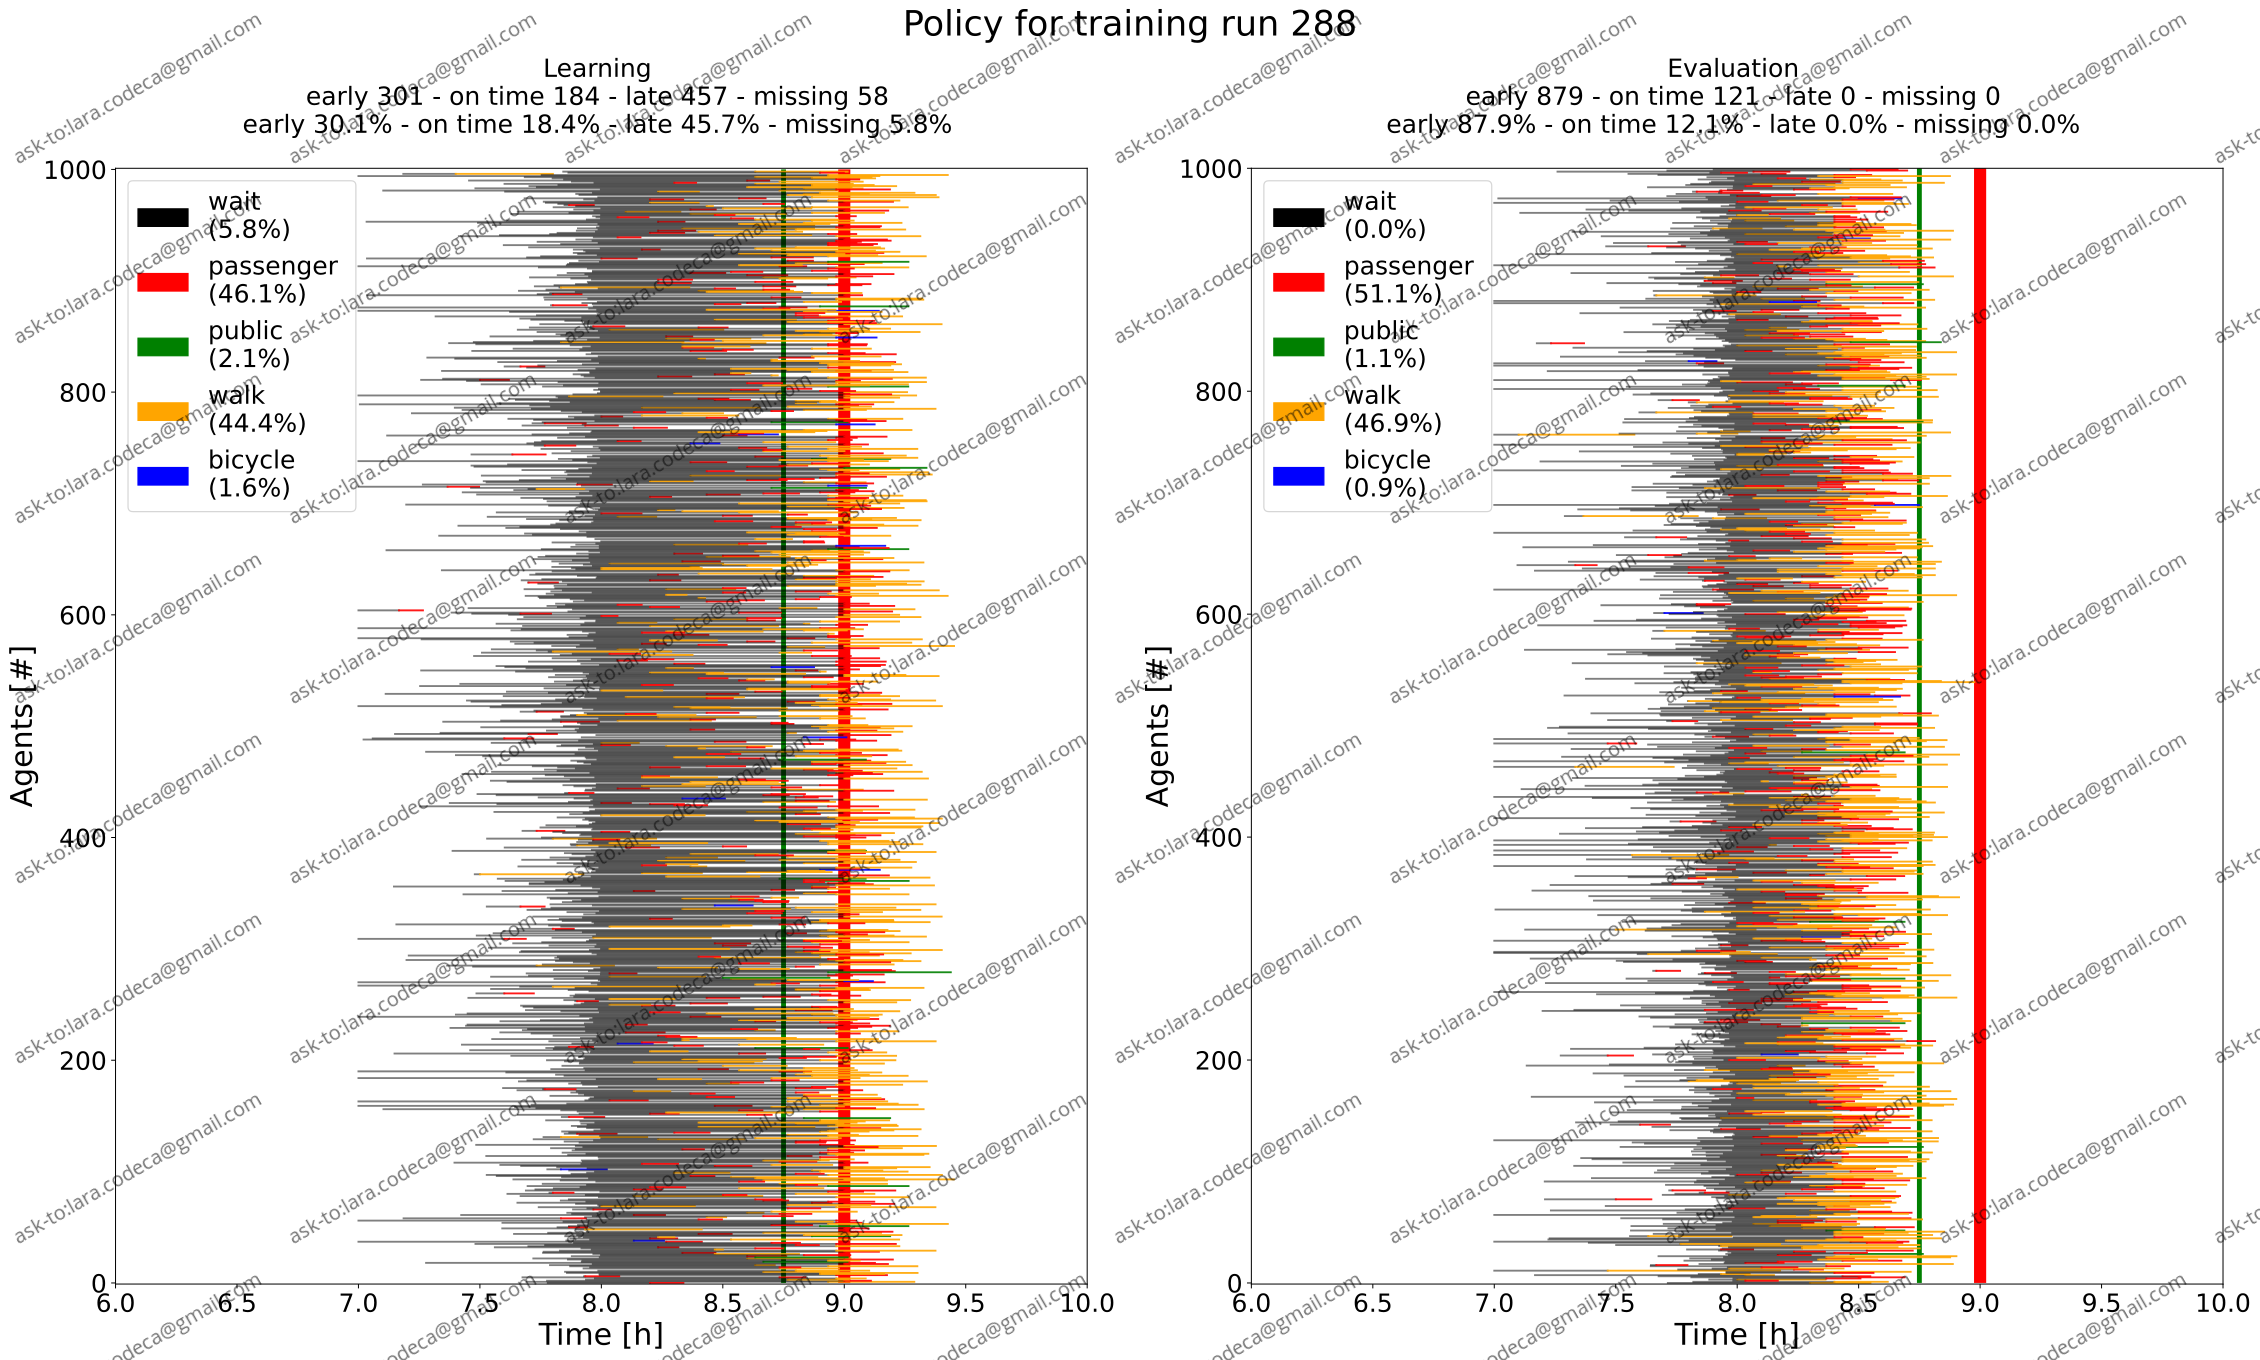 Policy for training run 288
Learning
early 301 - on time 184 - late 457 - missing 58
early 30.1% - on time 18.4% - late 45.7% - missing 5.8%
wait
(5.8%)
passenger
(46.1%)
public
(2.1%)
walk
(44.4%)
bicycle
(1.6%)
1000
800
600
400
200
0
Agents [#]
6.0 6.5 7.0 7.5 8.0 8.5 9.0 9.5 10.0
Time [h]
Evaluation
early 879 - on time 121 - late 0 - missing 0
early 87.9% - on time 12.1% - late 0.0% - missing 0.0%
wait
(0.0%)
passenger
(51.1%)
public
(1.1%)
walk
(46.9%)
bicycle
(0.9%)
1000
800
600
400
200
0
Agents [#]
6.0 6.5 7.0 7.5 8.0 8.5 9.0 9.5 10.0
Time [h]
ask-to:lara.codeca@gmail.com